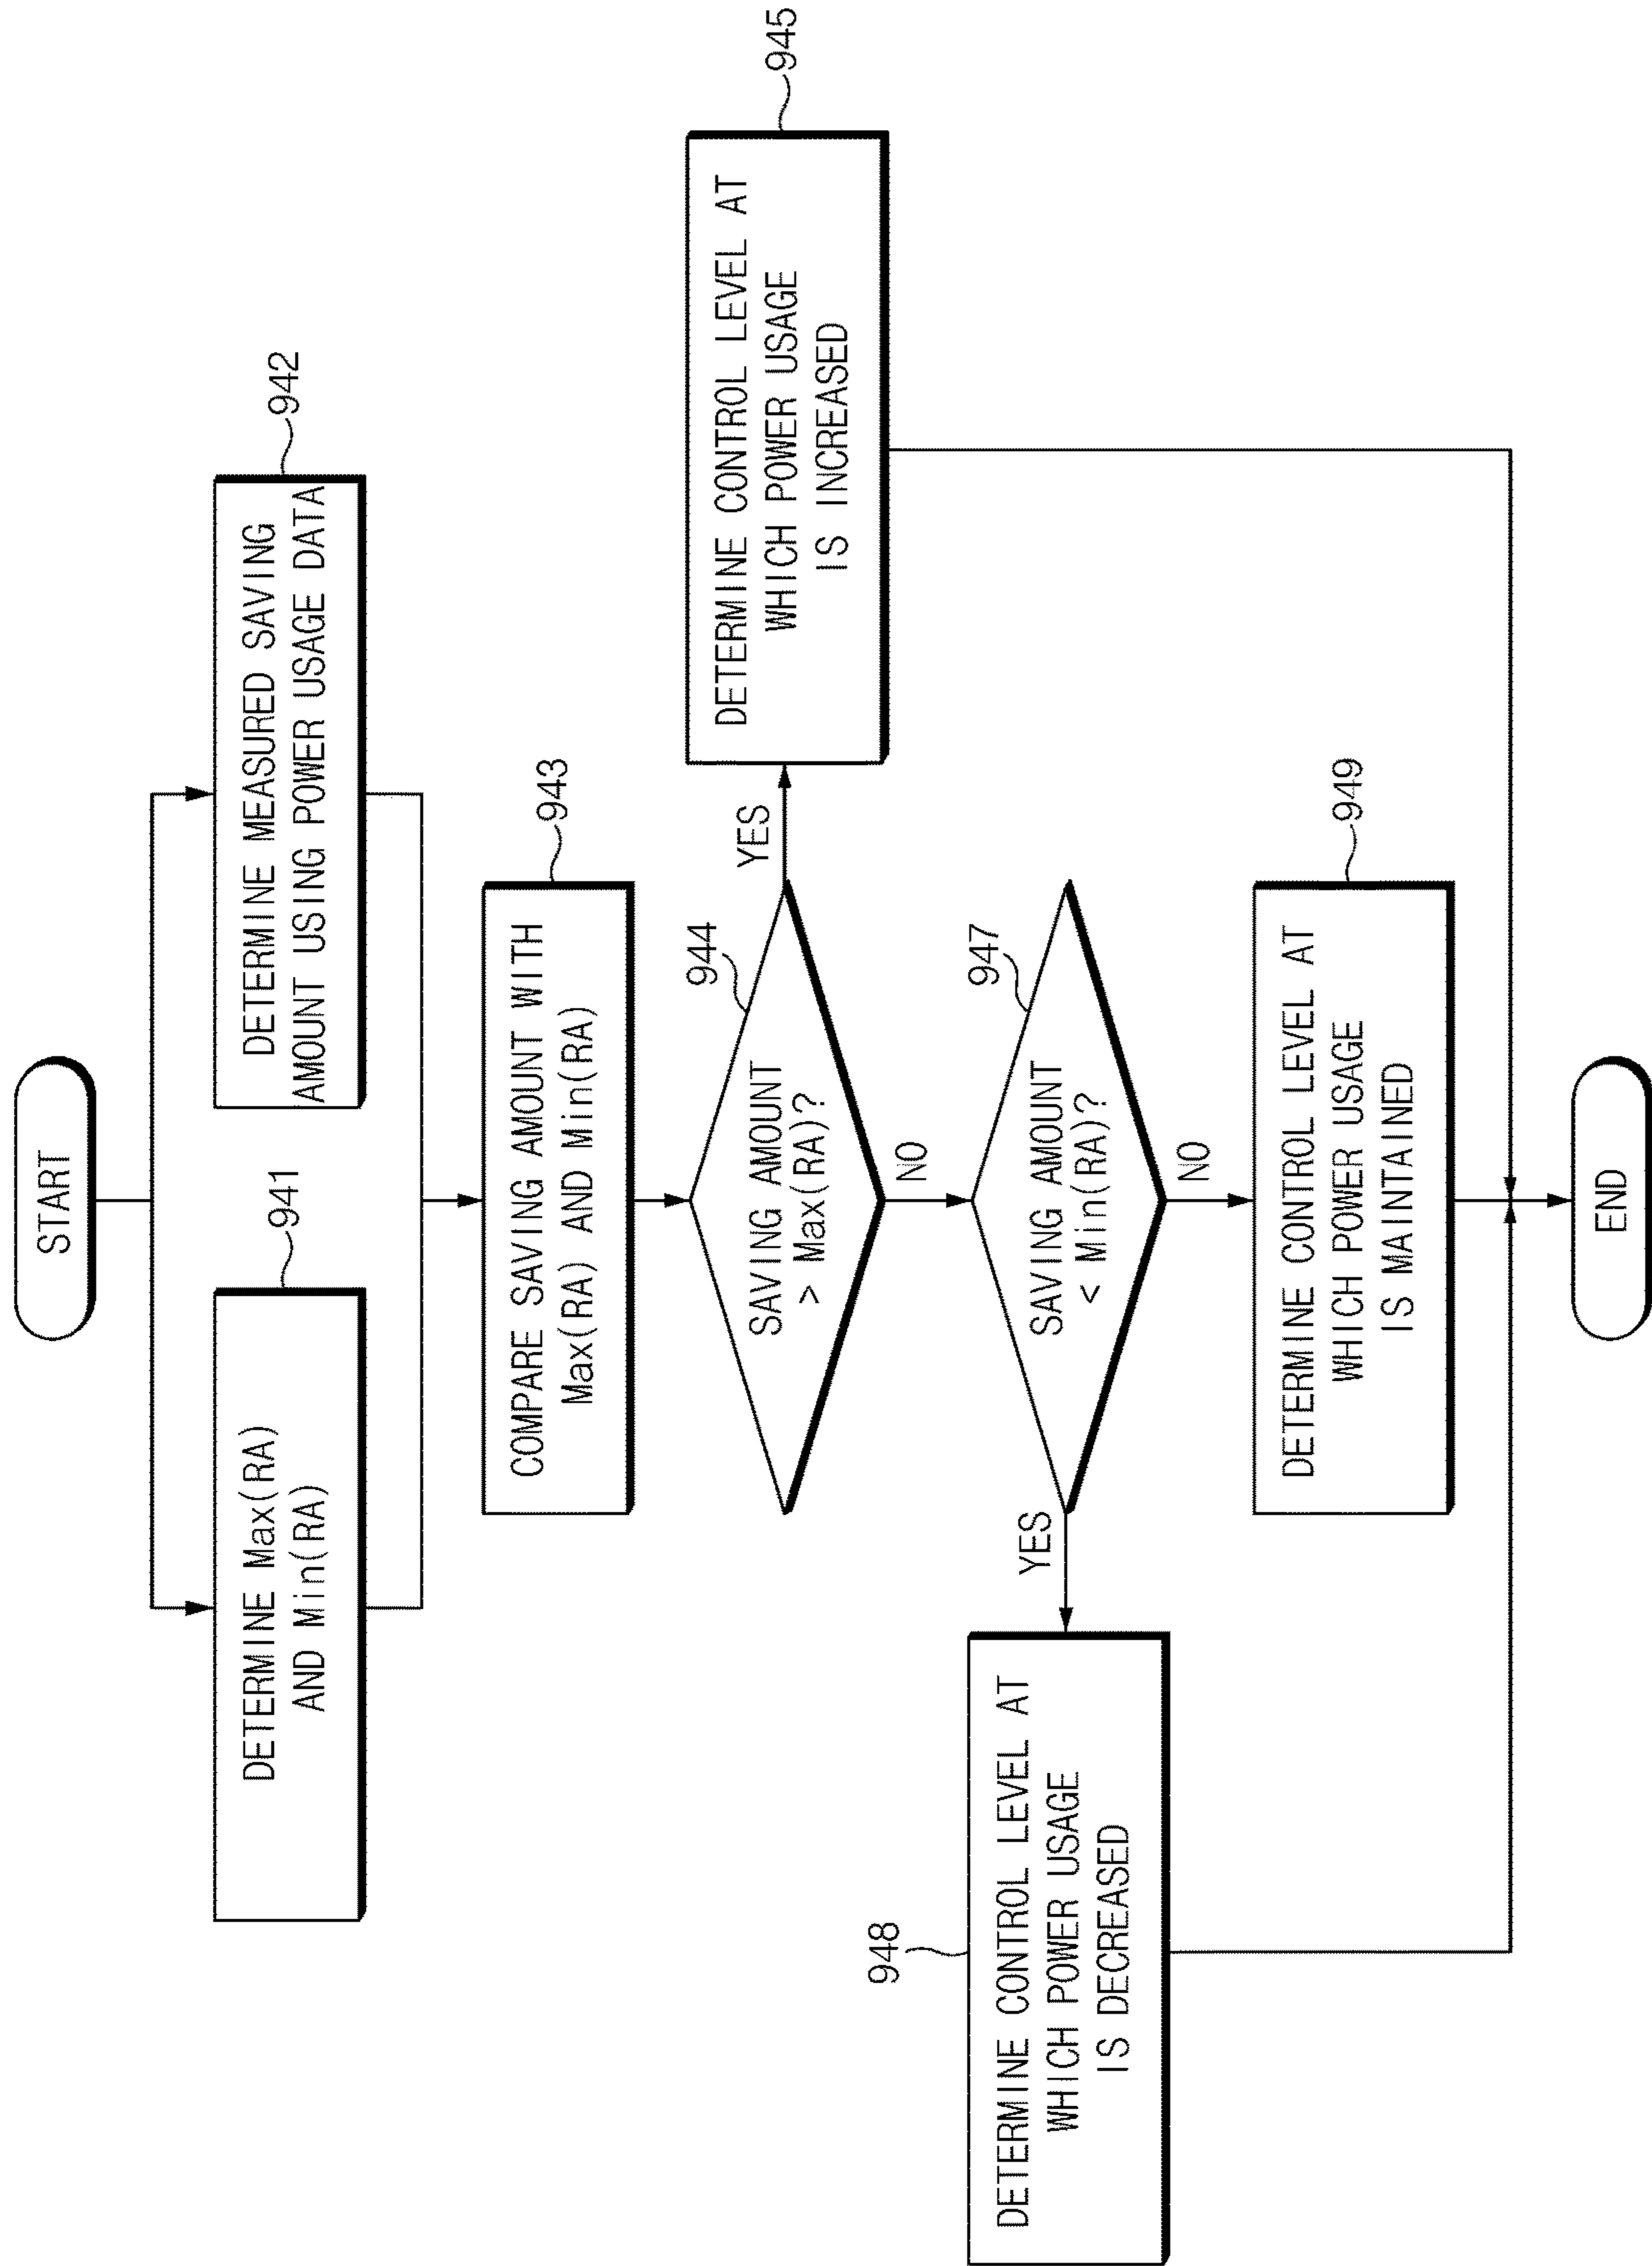 START
941
DETERMINE Max(RA)
AND Min(RA)
942
DETERMINE MEASURED SAVING
AMOUNT USING POWER USAGE DATA
943
COMPARE SAVING AMOUNT WITH
Max(RA) AND Min(RA)
944
SAVING AMOUNT
> Max(RA)?
YES
945
DETERMINE CONTROL LEVEL AT
WHICH POWER USAGE
IS INCREASED
NO
947
SAVING AMOUNT
< Min(RA)?
YES
948
DETERMINE CONTROL LEVEL AT
WHICH POWER USAGE
IS DECREASED
NO
949
DETERMINE CONTROL LEVEL AT
WHICH POWER USAGE
IS MAINTAINED
END